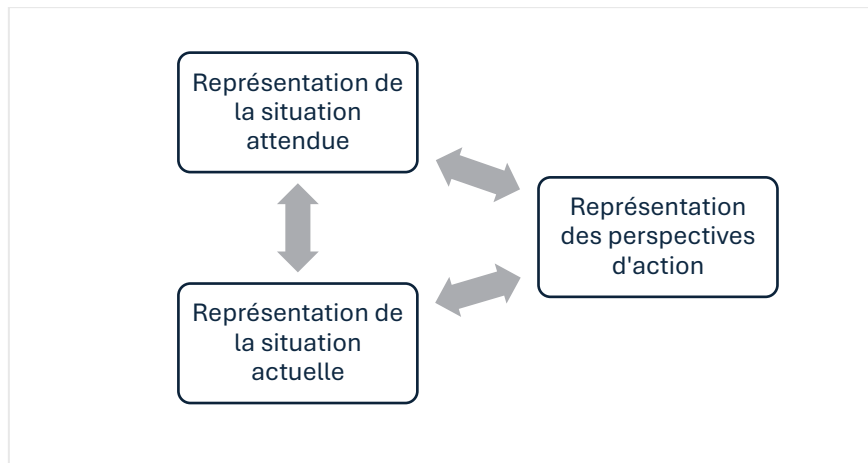 Représentation de
la situation
attendue
Représentation
des perspectives
d'action
Représentation de
la situation
actuelle